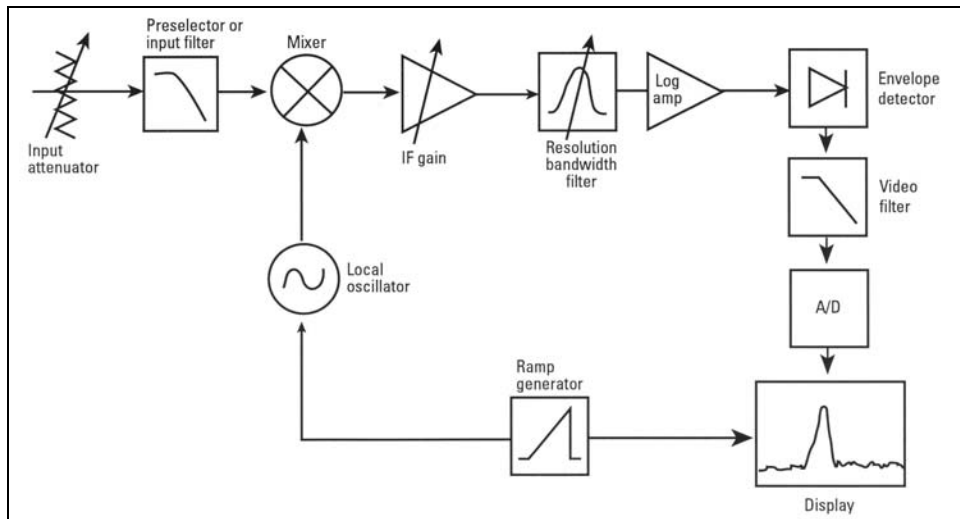 Preselector or
input filter
Mixer
Input
attenuator
IF gain
Resolution
bandwidth
filter
Log
amp
Envelope
detector
Video
filter
A/D
Local
oscillator
Ramp
generator
Display